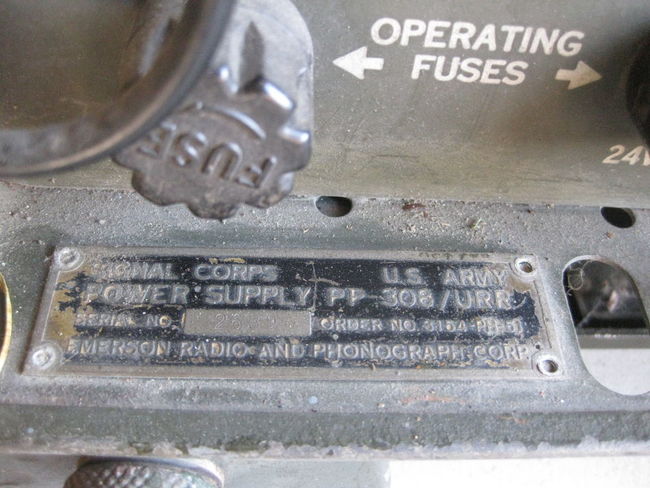 OPERATING
FUSES
24V
FUSE
SIGNAL CORPS U.S. ARMY
POWER SUPPLY PP-308/URR
SERIAL NO. ORDER NO.
EMERSON RADIO AND PHONOGRAPH CORP.